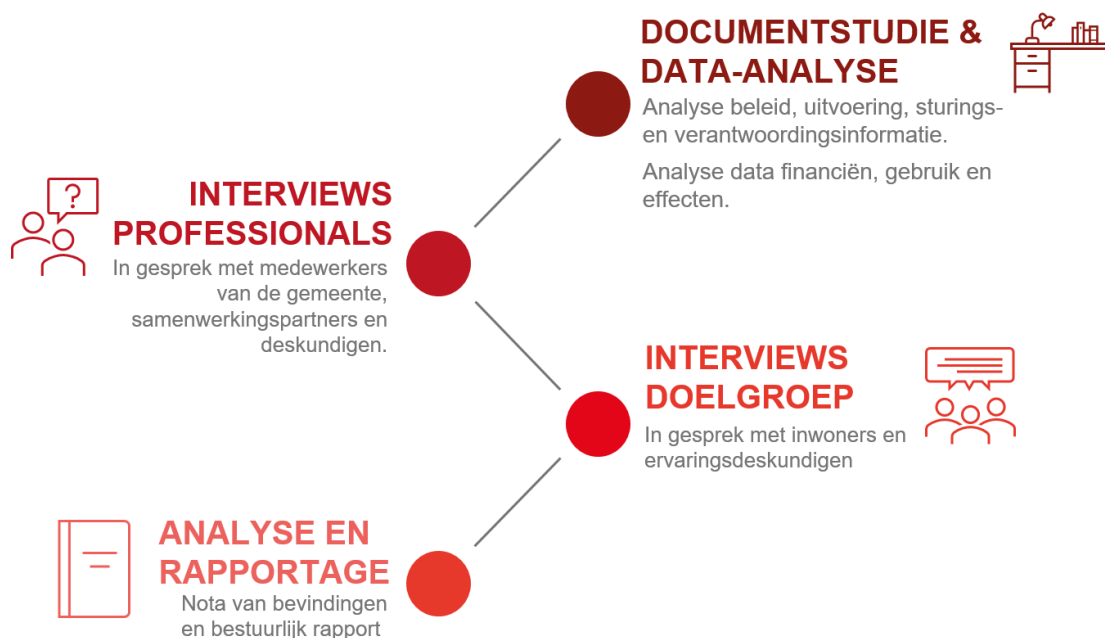 DOCUMENTSTUDIE &
DATA-ANALYSE
Analyse beleid, uitvoering, sturings-
en verantwoordingsinformatie.
Analyse data financiën, gebruik en
effecten.
?
INTERVIEWS
PROFESSIONALS
In gesprek met medewerkers
van de gemeente,
samenwerkingspartners en
deskundigen.
INTERVIEWS
DOELGROEP
In gesprek met inwoners en
ervaringsdeskundigen
ANALYSE EN
RAPPORTAGE
Nota van bevindingen
en bestuurlijk rapport